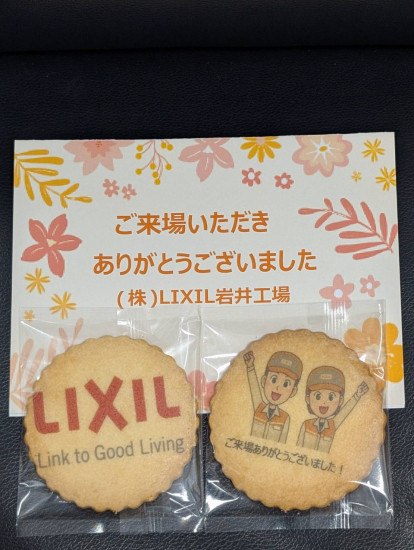 ご来場いただき
ありがとうございました
(株)LIXIL岩井工場
LIXIL
Link to Good Living
ご来場ありがとうございました!